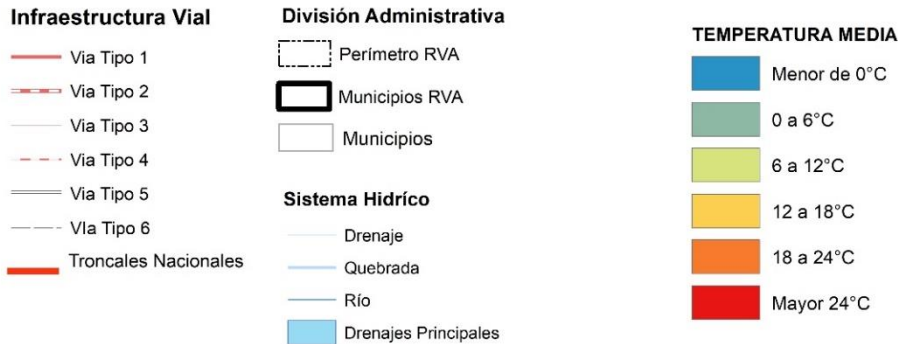 Infraestructura Vial
Via Tipo 1
Via Tipo 2
Via Tipo 3
Via Tipo 4
Via Tipo 5
VIa Tipo 6
Troncales Nacionales
División Administrativa
Perímetro RVA
Municipios RVA
Municipios
Sistema Hidríco
Drenaje
Quebrada
Río
Drenajes Principales
TEMPERATURA MEDIA
Menor de 0°C
0 a 6°C
6 a 12°C
12 a 18°C
18 a 24°C
Mayor 24°C